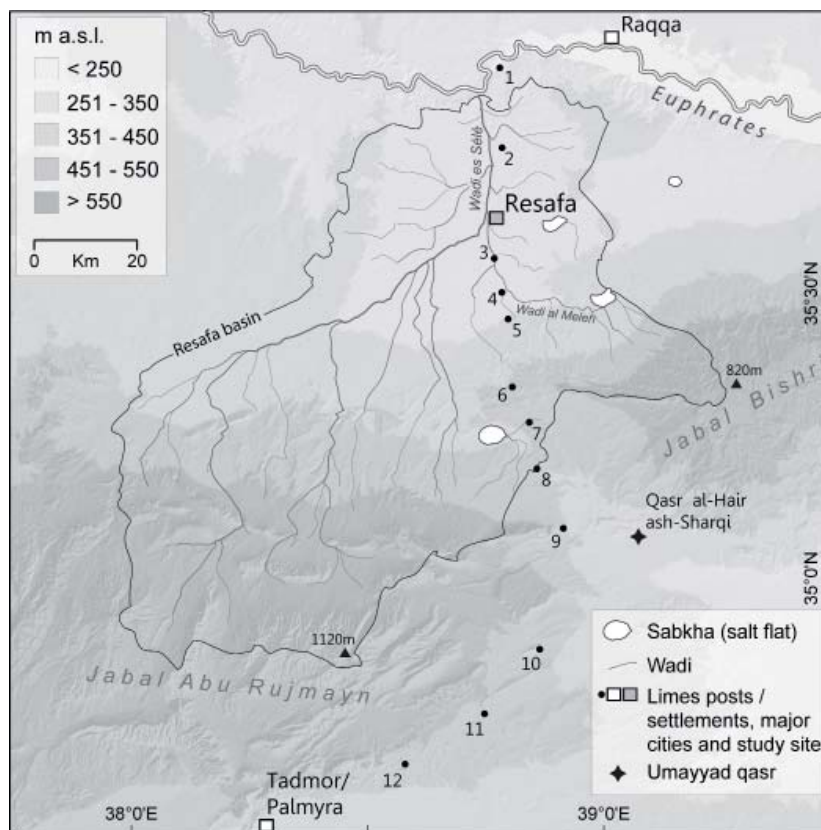 m a.s.l.
< 250
251 - 350
351 - 450
451 - 550
> 550
0 Km 20
Raqqa
1
Euphrates
2
Wadi es Sélé
Resafa
3
35°30'N
4
Wadi al Melefi
5
Resafa basin
820m
6
Jabal Bishri
7
8
Qasr al-Hair
ash-Sharqi
9
35°0'N
Sabkha (salt flat)
Wadi
Limes posts /
settlements, major
cities and study site
Umayyad qasr
10
1120m
Jabal Abu Rujmayn
11
12
Tadmor/
Palmyra
38°0'E
39°0'E